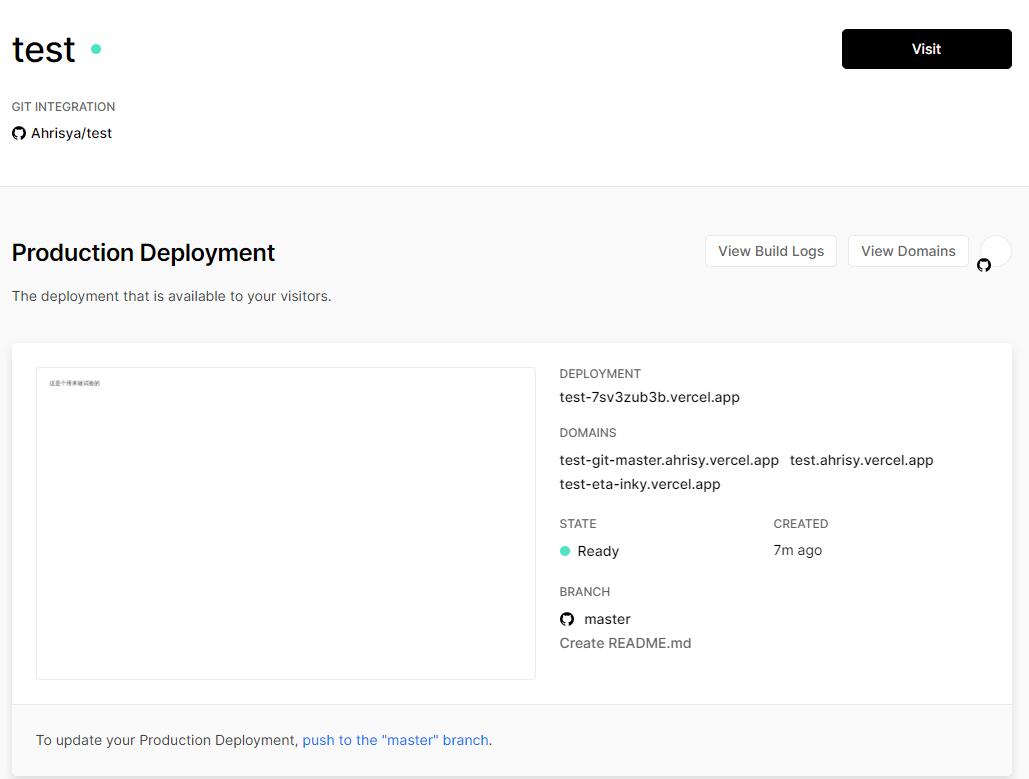 test
Visit
GIT INTEGRATION
Ahrisya/test
Production Deployment
View Build Logs
View Domains
The deployment that is available to your visitors.
这是个用来做试验的
DEPLOYMENT
test-7sv3zub3b.vercel.app
DOMAINS
test-git-master.ahrisy.vercel.app test.ahrisy.vercel.app
test-eta-inky.vercel.app
STATE
CREATED
Ready
7m ago
BRANCH
master
Create README.md
To update your Production Deployment, push to the "master" branch.